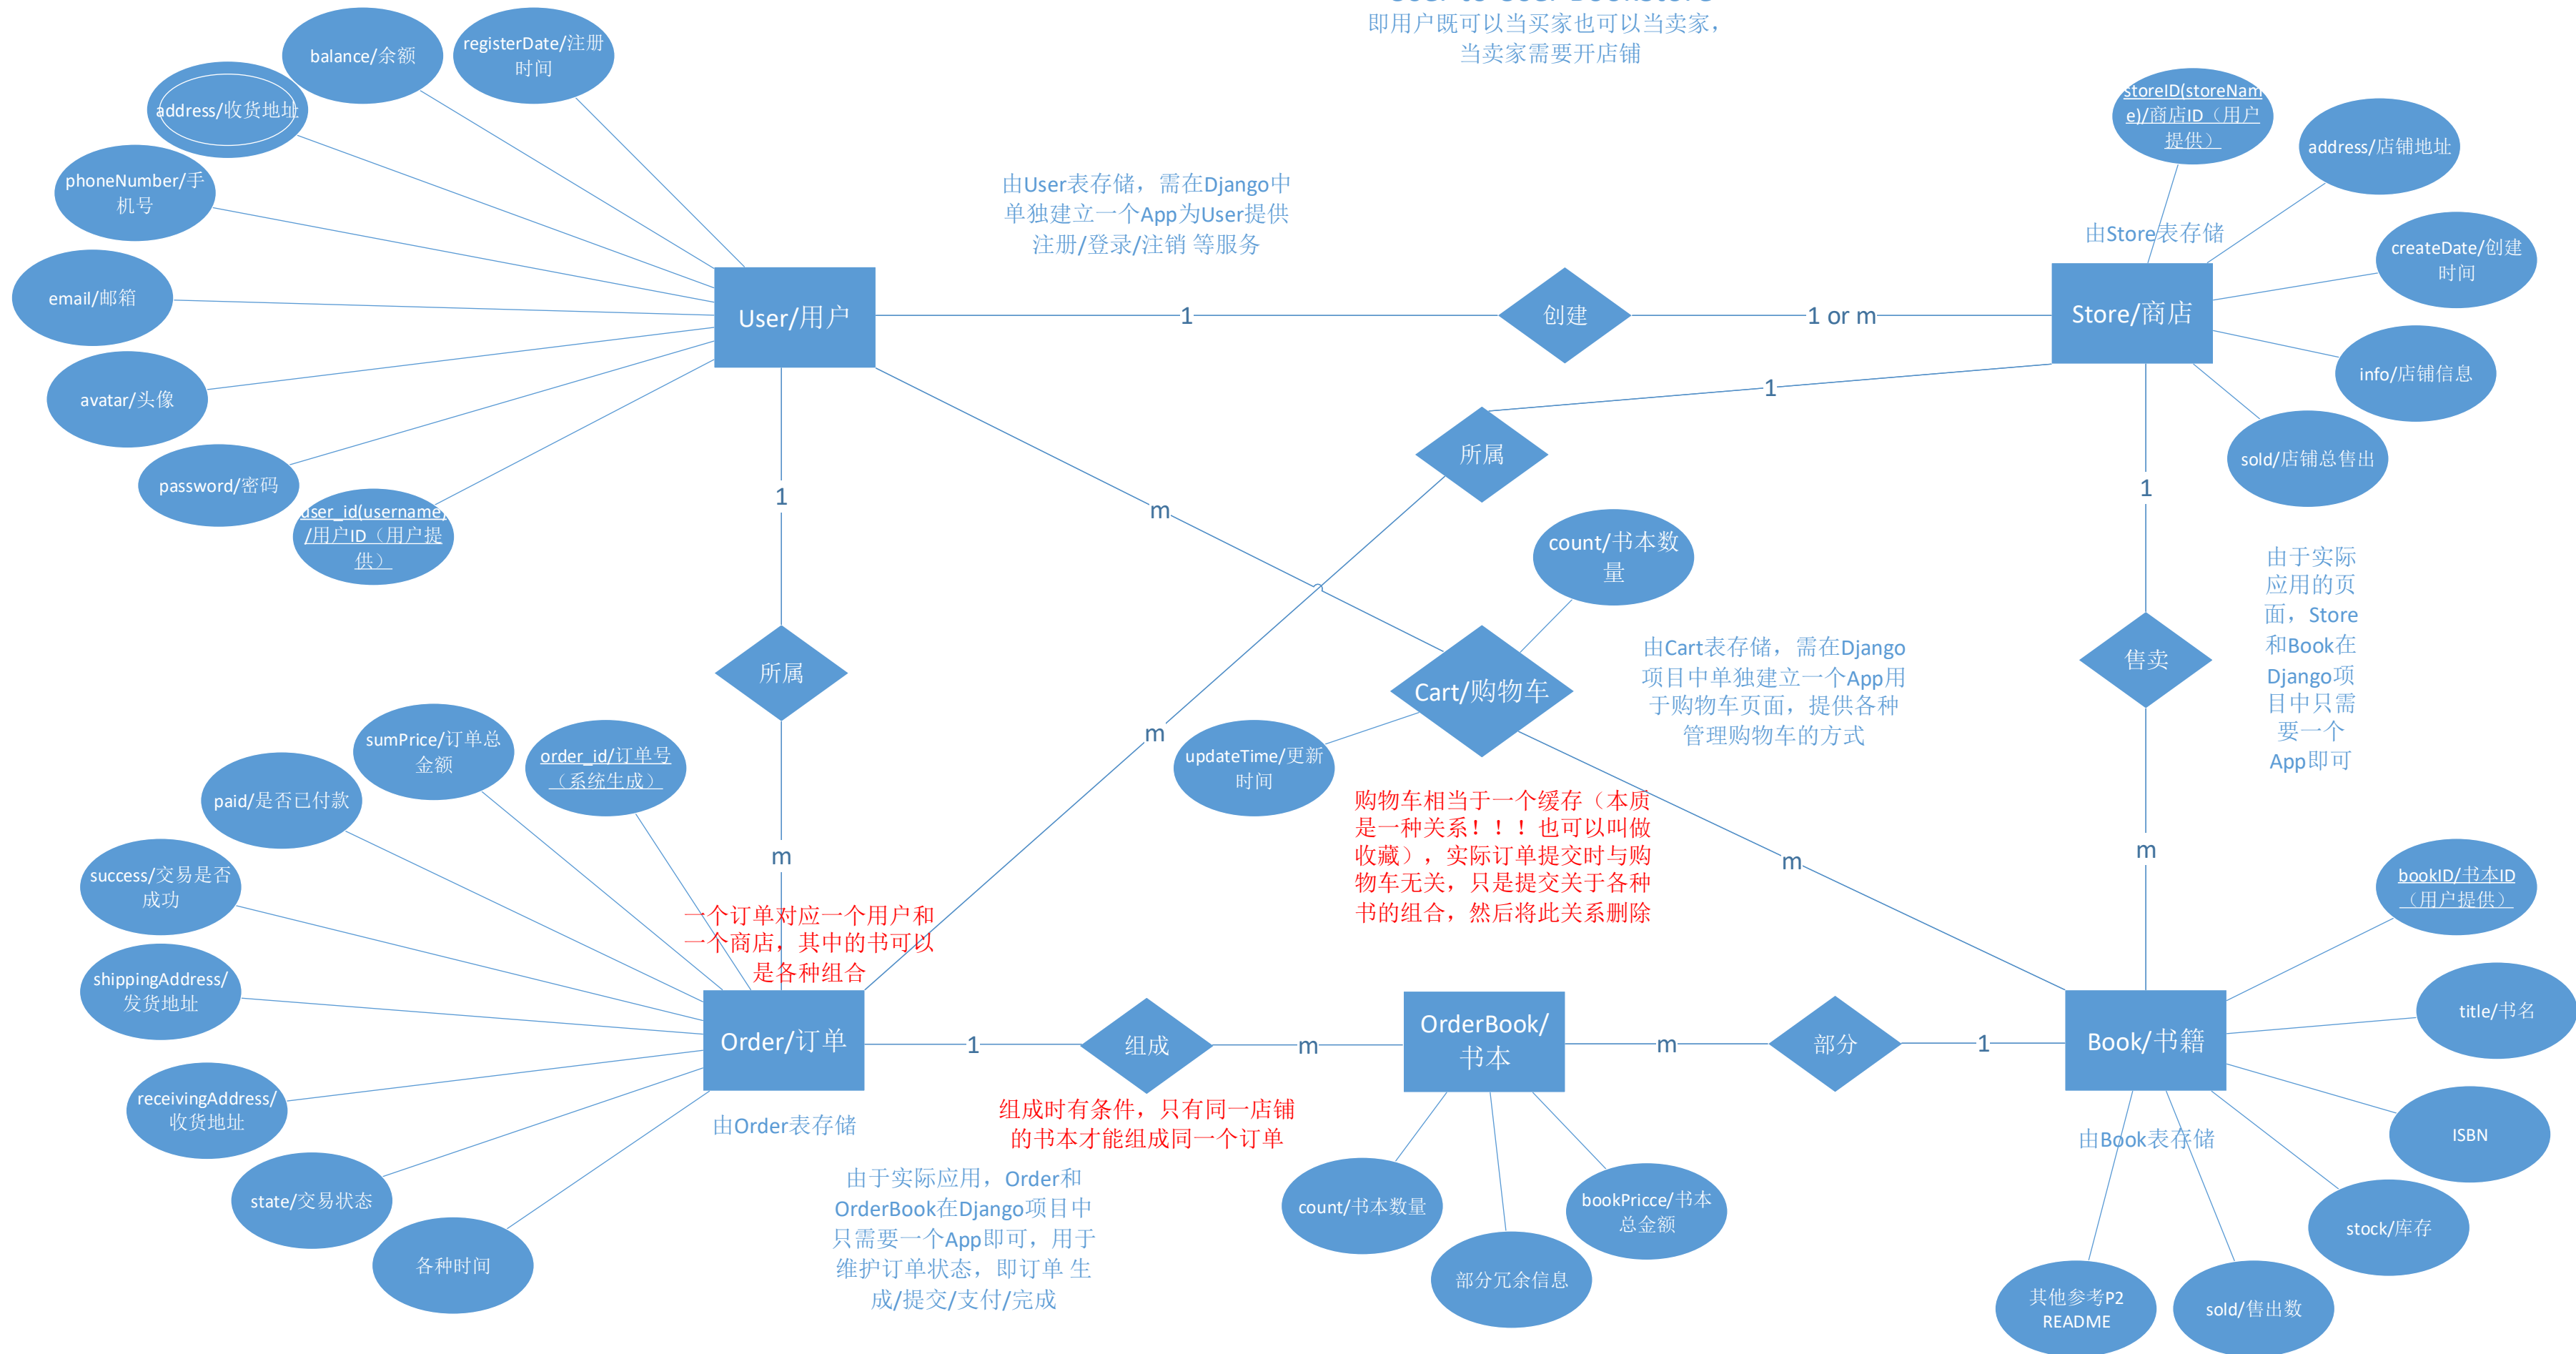 User to User Bookstore
即用户既可以当买家也可以当卖家，
当卖家需要开店铺
registerDate/注册
时间
balance/余额
address/收货地址
phoneNumber/手
机号
email/邮箱
avatar/头像
password/密码
user_id(username)
/用户ID（用户提
供）
User/用户
由User表存储，需在Django中
单独建立一个App为User提供
注册/登录/注销 等服务
1
创建
1 or m
storeID(storeNam
e)/商店ID（用户
提供）
address/店铺地址
由Store表存储
createDate/创建
时间
Store/商店
info/店铺信息
sold/店铺总售出
1
所属
1
m
1
count/书本数
量
由于实际
应用的页
面，Store
和Book在
Django项
目中只需
要一个
App即可
所属
Cart/购物车
由Cart表存储，需在Django
项目中单独建立一个App用
于购物车页面，提供各种
管理购物车的方式
售卖
updateTime/更新
时间
m
购物车相当于一个缓存（本质
是一种关系！！！也可以叫做
收藏），实际订单提交时与购
物车无关，只是提交关于各种
书的组合，然后将此关系删除
m
m
m
sumPrice/订单总
金额
order_id/订单号
（系统生成）
paid/是否已付款
success/交易是否
成功
一个订单对应一个用户和
一个商店，其中的书可以
是各种组合
shippingAddress/
发货地址
receivingAddress/
收货地址
state/交易状态
各种时间
Order/订单
由Order表存储
1
组成
m
组成时有条件，只有同一店铺
的书本才能组成同一个订单
由于实际应用，Order和
OrderBook在Django项目中
只需要一个App即可，用于
维护订单状态，即订单 生
成/提交/支付/完成
OrderBook/
书本
count/书本数量
部分冗余信息
bookPricce/书本
总金额
m
部分
1
Book/书籍
由Book表存储
bookID/书本ID
（用户提供）
title/书名
ISBN
stock/库存
sold/售出数
其他参考P2
README